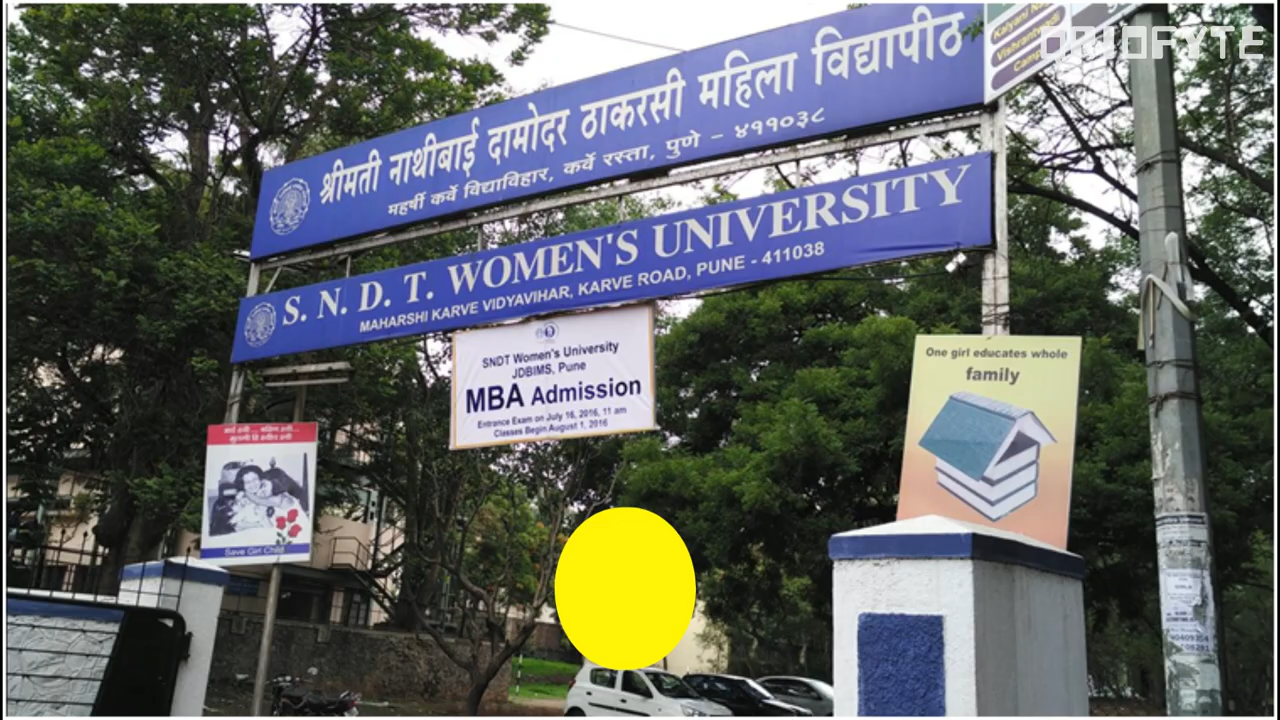 श्रीमती नाथीबाई दामोदर ठाकरसी महिला विद्यापीठ
महर्षी कर्वे विद्याविहार, कर्वे रस्ता, पुणे - ४११०३८
S. N. D. T. WOMEN'S UNIVERSITY
MAHARSHI KARVE VIDYAVIHAR, KARVE ROAD, PUNE - 411038
SNDT Women's University
JDBIMS, Pune
MBA Admission
Entrance Exam on July 16, 2016, 11 am
Classes Begin August 1, 2016
One girl educates whole
family
Save Girl Child
Kalyani
Vishrantwadi